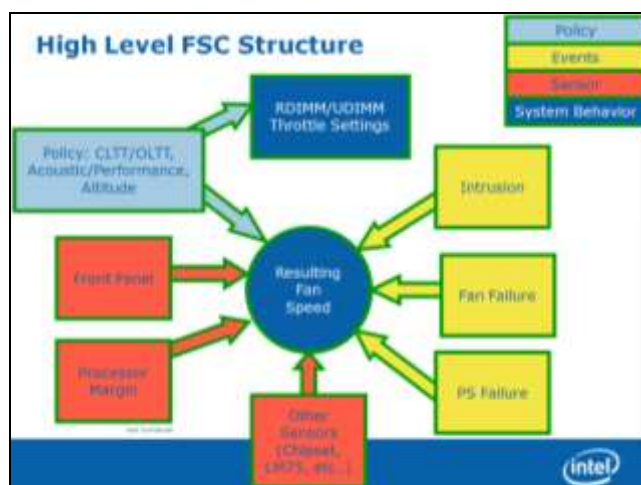 High Level FSC Structure
Policy
Events
Sensor
System Behavior
RDIMM/UDIMM
Throttle Settings
Policy: CLTT/OLTT,
Acoustic/Performance,
Altitude
Intrusion
Front Panel
Resulting
Fan
Speed
Fan Failure
Processor
Margin
PS Failure
Other
Sensors
(Chipset,
LM75, etc...)
intel